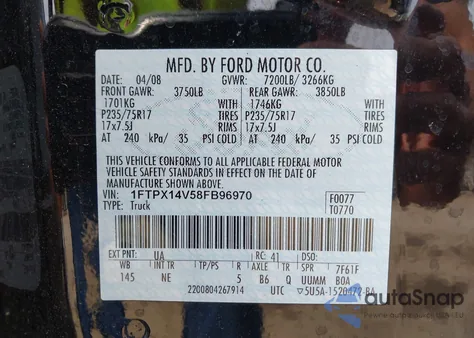 MFD. BY FORD MOTOR CO.
DATE: 04/08 GVWR: 7200LB/ 3266KG
FRONT GAWR: 3750LB REAR GAWR: 3850LB
1701KG WITH 1746KG WITH
P235/75R17 TIRES P235/75R17 TIRES
17x7.5J RIMS 17x7.5J RIMS
AT 240 kPa/ 35 PSI COLD AT 240 kPa/ 35 PSI COLD
THIS VEHICLE CONFORMS TO ALL APPLICABLE FEDERAL MOTOR
VEHICLE SAFETY STANDARDS IN EFFECT ON THE DATE OF
MANUFACTURE SHOWN ABOVE.
VIN: 1FTPX14V58FB96970 F0077
TYPE: Truck T0770
EXT PNT: UA RC: 41 DSO:
WB INT TR TP/PS R AXLE TR SPR 7F61F
145 NE 5 B6 Q UUMM B0A
2200804267914 UTC 5U5A-1520472-BA
autoSnap